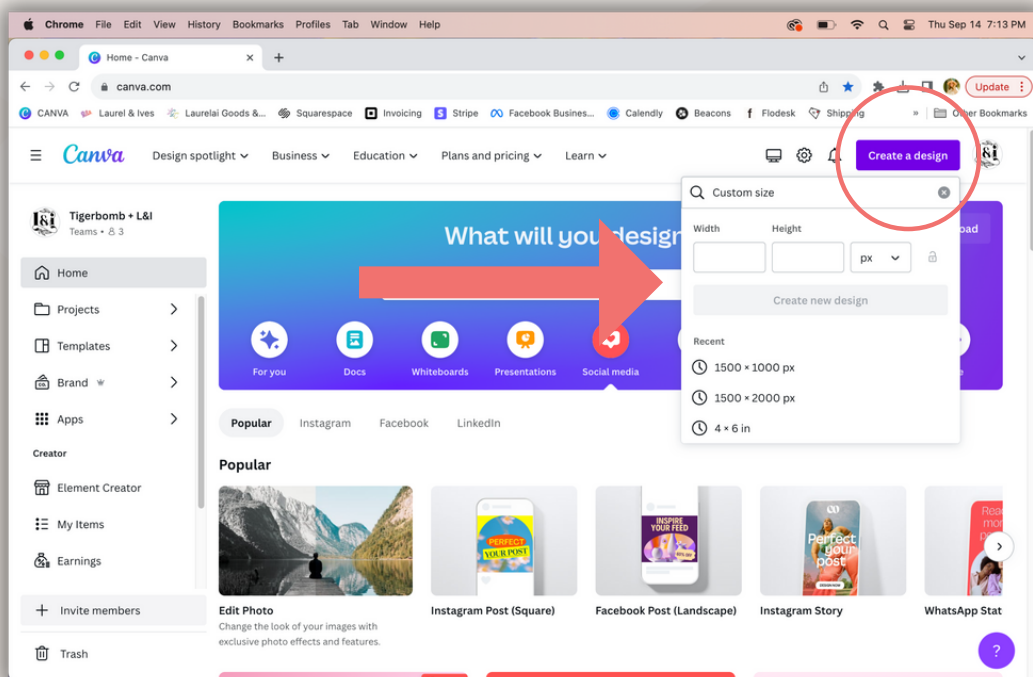 Chrome File Edit View History Bookmarks Profiles Tab Window Help Thu Sep 14 7:13 PM
Home - Canva
canva.com Update
CANVA Laurel & Ives Laurelai Goods &... Squarespace Invoicing Stripe Facebook Busines... Calendly Beacons Flodesk Shipping » Other Bookmarks
Canva Design spotlight Business Education Plans and pricing Learn Create a design L&I
Custom size
L&I Tigerbomb + L&I
Teams • 3
What will you design
Width Height
px
Home
Create new design
Projects
Templates
Brand
Apps
For you Docs Whiteboards Presentations Social media
Recent
1500 × 1000 px
1500 × 2000 px
4 × 6 in
Popular Instagram Facebook LinkedIn
Creator
Element Creator
My Items
Earnings
Popular
PERFECT
YOUR POST
INSPIRE
YOUR FEED
Perfect
your
post
Edit Photo Instagram Post (Square) Facebook Post (Landscape) Instagram Story WhatsApp Stat
Change the look of your images with
exclusive photo effects and features.
Invite members
Trash
?